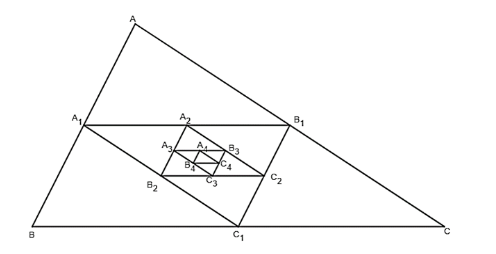 A
A₁ A₂ B₁
A₃ A₄ B₃
B₄ C₄
B₂ C₃ C₂
B C₁ C